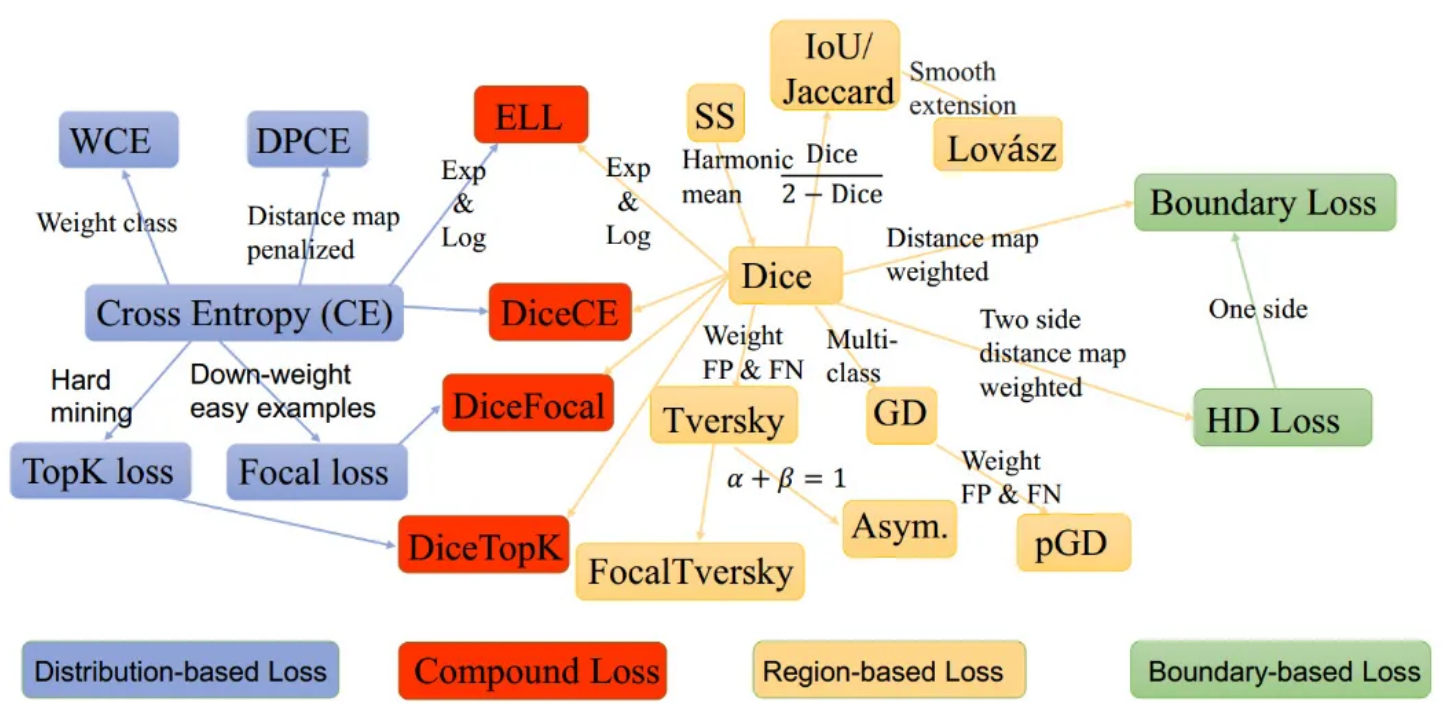 IoU/
Jaccard
Smooth
extension
SS
ELL
WCE
DPCE
Lovász
Harmonic
mean
Dice
2 − Dice
Exp
&
Log
Exp
&
Log
Boundary Loss
Weight class
Distance map
penalized
Distance map
weighted
Dice
Cross Entropy (CE)
DiceCE
One side
Two side
distance map
weighted
Weight
FP & FN
Multi-
class
Hard
mining
Down-weight
easy examples
DiceFocal
Tversky
GD
HD Loss
TopK loss
Focal loss
Weight
FP & FN
α + β = 1
DiceTopK
FocalTversky
Asym.
pGD
Distribution-based Loss
Compound Loss
Region-based Loss
Boundary-based Loss